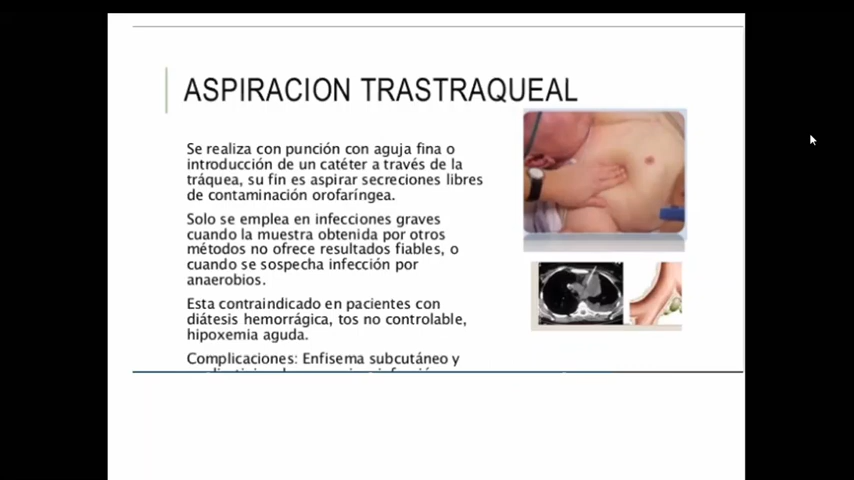 ASPIRACION TRASTRAQUEAL
Se realiza con punción con aguja fina o
introducción de un catéter a través de la
tráquea, su fin es aspirar secreciones libres
de contaminación orofaríngea.
Solo se emplea en infecciones graves
cuando la muestra obtenida por otros
métodos no ofrece resultados fiables, o
cuando se sospecha infección por
anaerobios.
Esta contraindicado en pacientes con
diátesis hemorrágica, tos no controlable,
hipoxemia aguda.
Complicaciones: Enfisema subcutáneo y